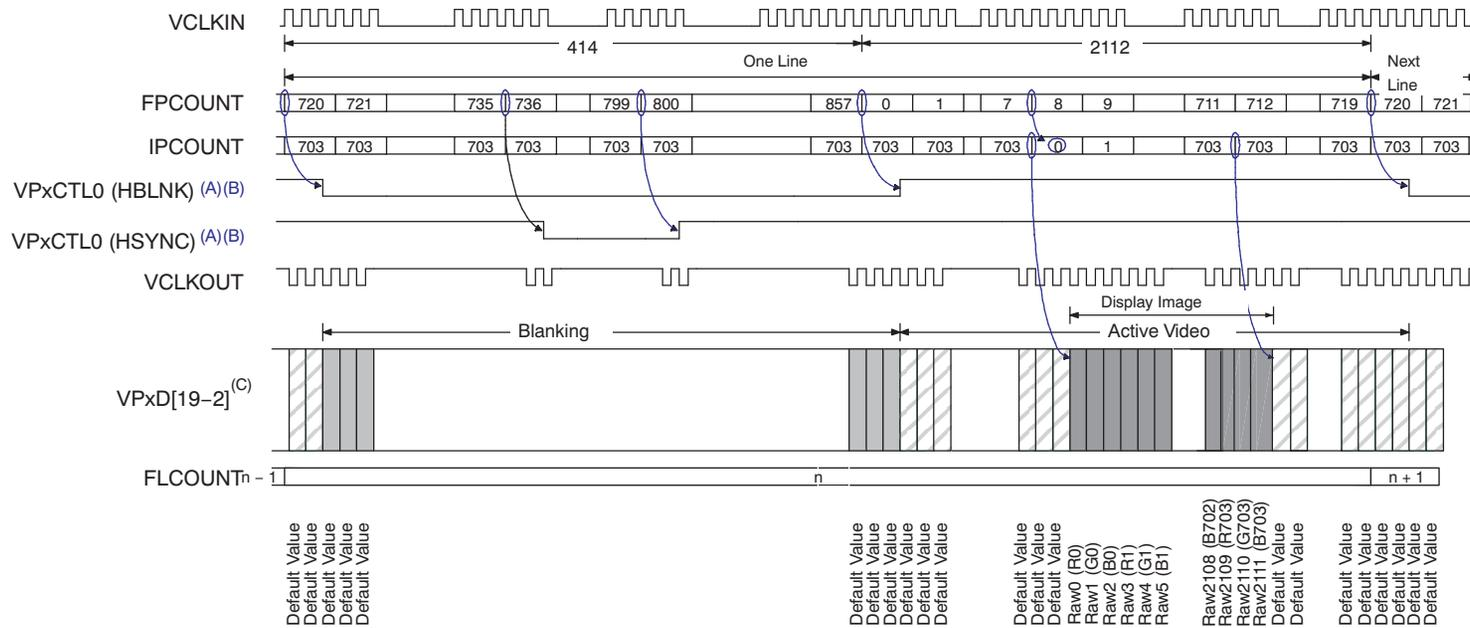 VCLKIN
414 2112
One Line Next Line
FPCOUNT 720 721 735 736 799 800 857 0 1 7 8 9 711 712 719 720 721
IPCOUNT 703 703 703 703 703 703 703 703 703 703 0 1 703 703 703 703 703
VPxCTL0 (HBLNK) (A)(B)
VPxCTL0 (HSYNC) (A)(B)
VCLKOUT
Display Image
Blanking Active Video
VPxD[19–2] (C)
FLCOUNT n – 1 n n + 1
Default Value
Default Value
Default Value
Default Value
Default Value
Default Value
Default Value
Default Value
Default Value
Default Value
Default Value
Default Value
Default Value
Default Value
Raw0 (R0)
Raw1 (G0)
Raw2 (B0)
Raw3 (R1)
Raw4 (G1)
Raw5 (B1)
Raw2108 (B702)
Raw2109 (R703)
Raw2110 (G703)
Raw2111 (B703)
Default Value
Default Value
Default Value
Default Value
Default Value
Default Value
Default Value
Default Value